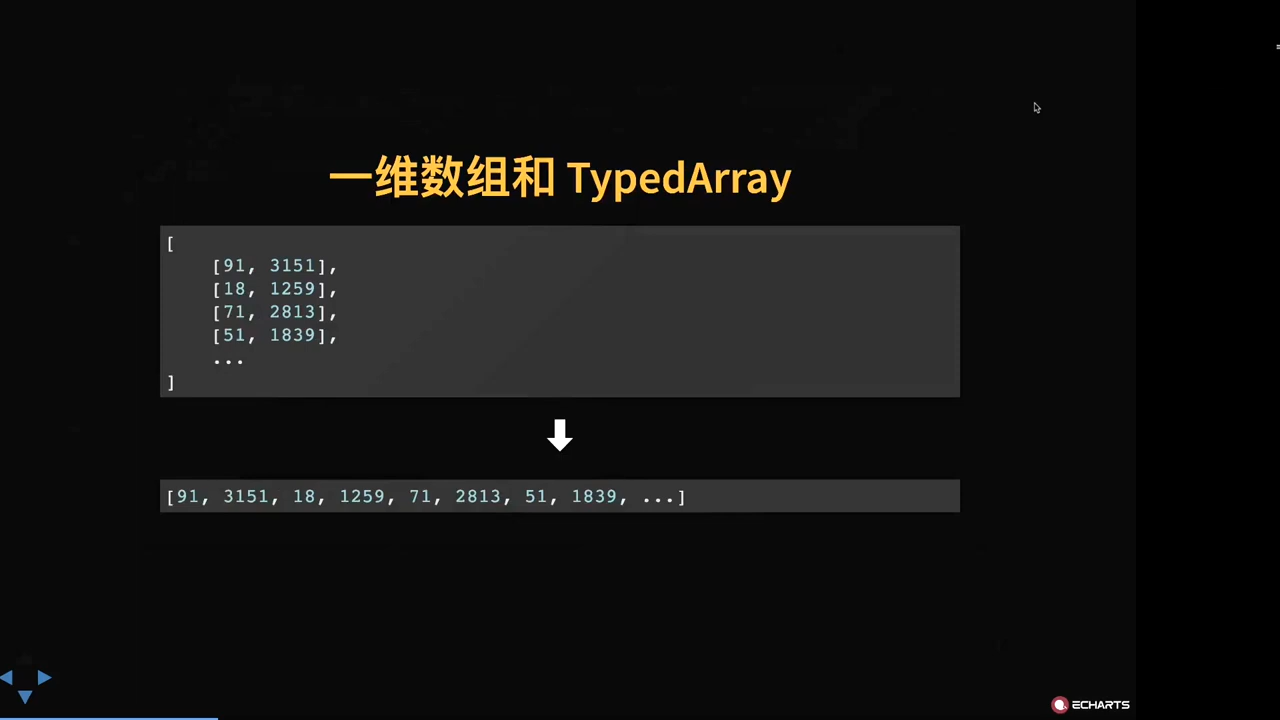 一维数组和 TypedArray
[
[91, 3151],
[18, 1259],
[71, 2813],
[51, 1839],
...
]
[91, 3151, 18, 1259, 71, 2813, 51, 1839, ...]
ECHARTS